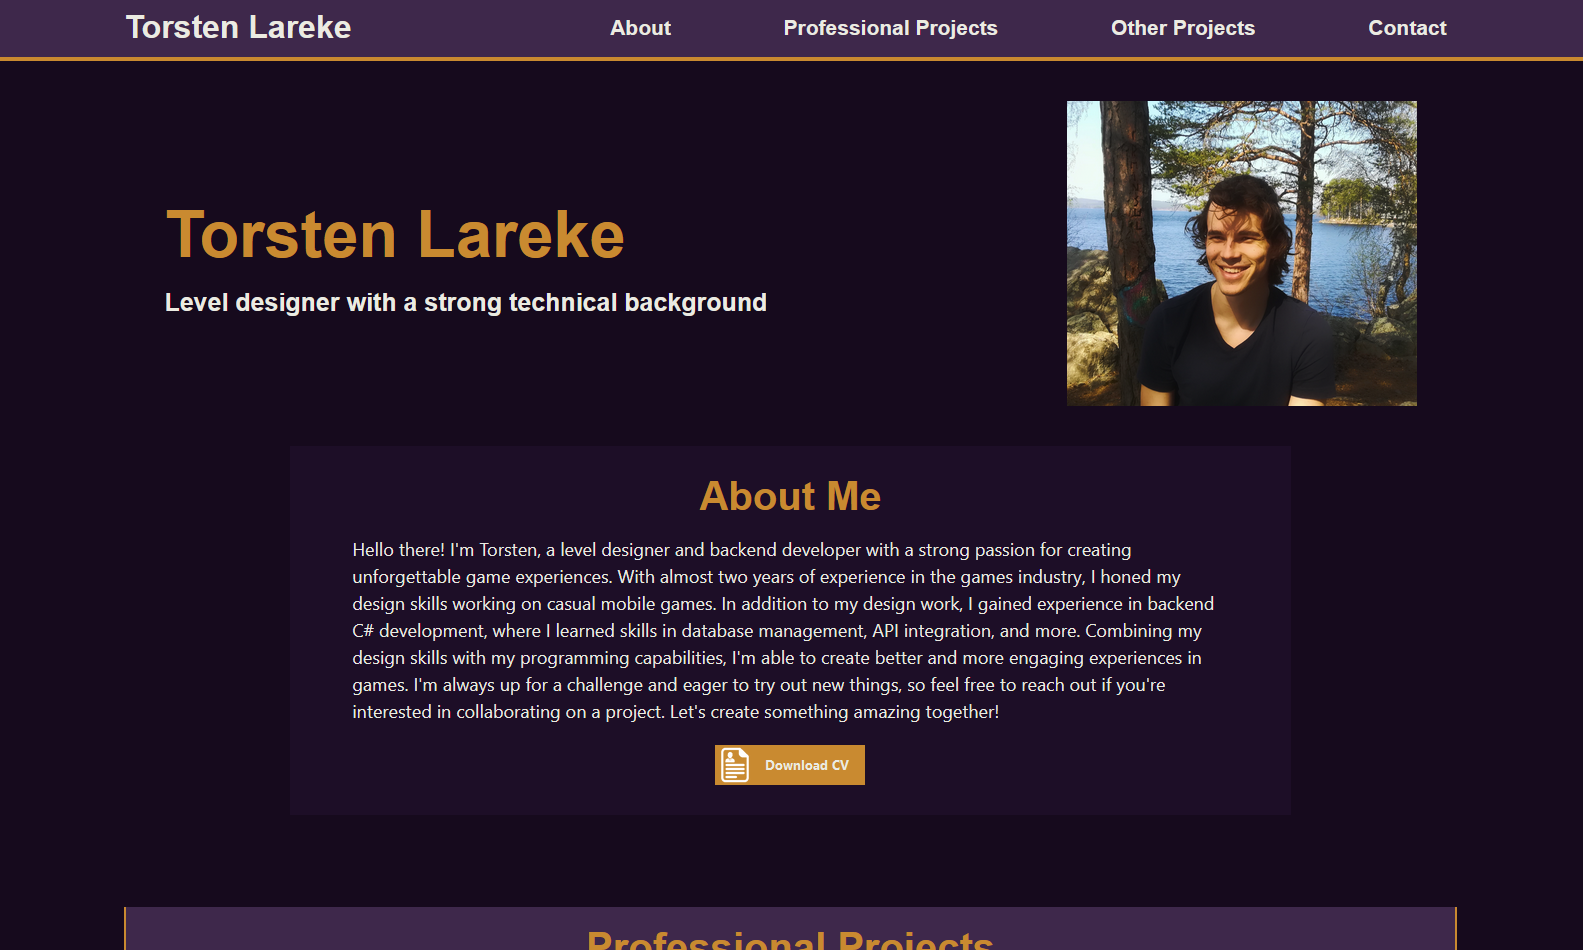 Torsten Lareke
About
Professional Projects
Other Projects
Contact
Torsten Lareke
Level designer with a strong technical background
About Me
Hello there! I'm Torsten, a level designer and backend developer with a strong passion for creating
unforgettable game experiences. With almost two years of experience in the games industry, I honed my
design skills working on casual mobile games. In addition to my design work, I gained experience in backend
C# development, where I learned skills in database management, API integration, and more. Combining my
design skills with my programming capabilities, I'm able to create better and more engaging experiences in
games. I'm always up for a challenge and eager to try out new things, so feel free to reach out if you're
interested in collaborating on a project. Let's create something amazing together!
Download CV
Professional Projects